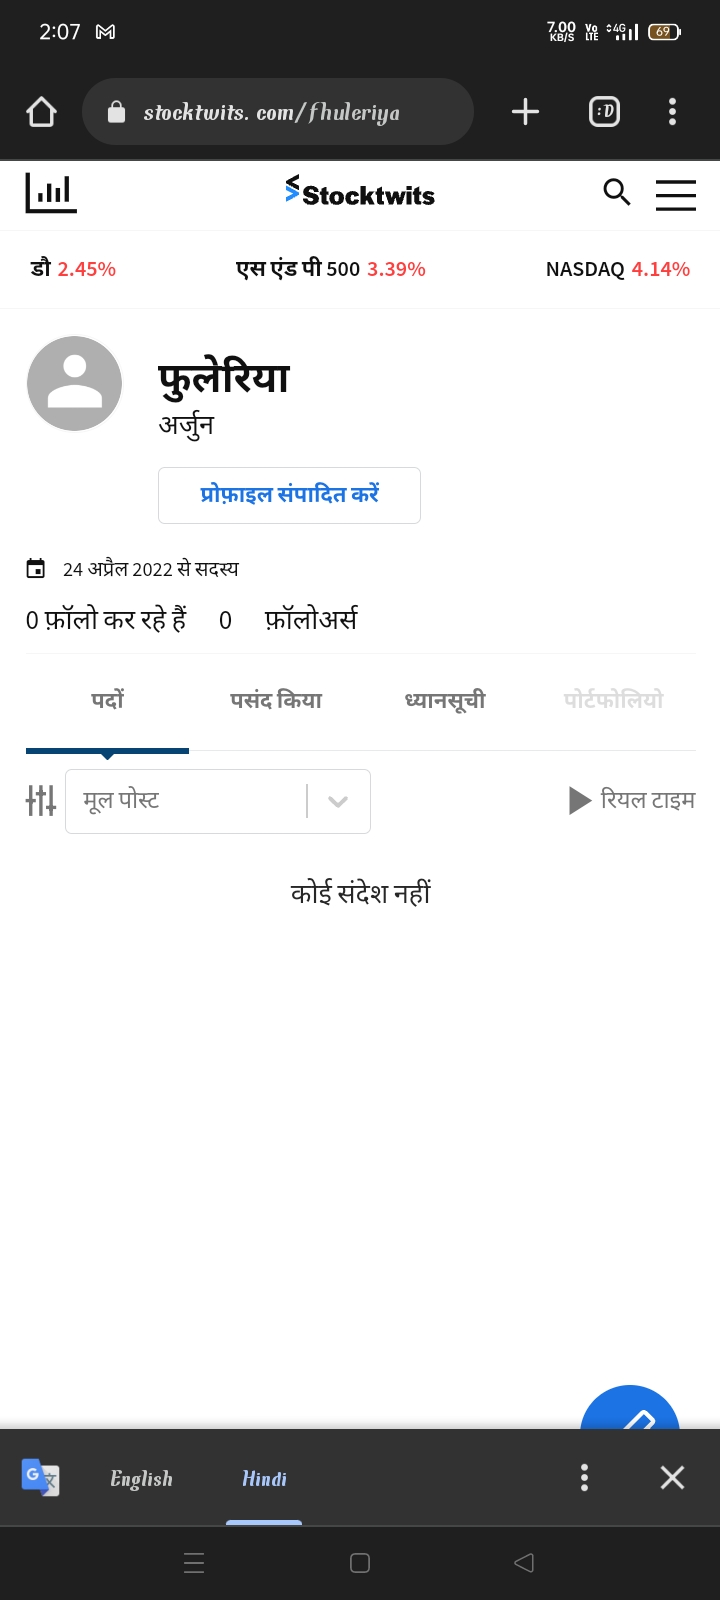 2:07 7.00 KB/S Vo LTE 4G 69
stocktwits.com/fhuleriya :D
Stocktwits
डौ 2.45% एस एंड पी 500 3.39% NASDAQ 4.14%
फुलेरिया
अर्जुन
प्रोफ़ाइल संपादित करें
24 अप्रैल 2022 से सदस्य
0 फ़ॉलो कर रहे हैं 0 फ़ॉलोअर्स
पदों पसंद किया ध्यानसूची पोर्टफोलियो
मूल पोस्ट रियल टाइम
कोई संदेश नहीं
G 文 English Hindi